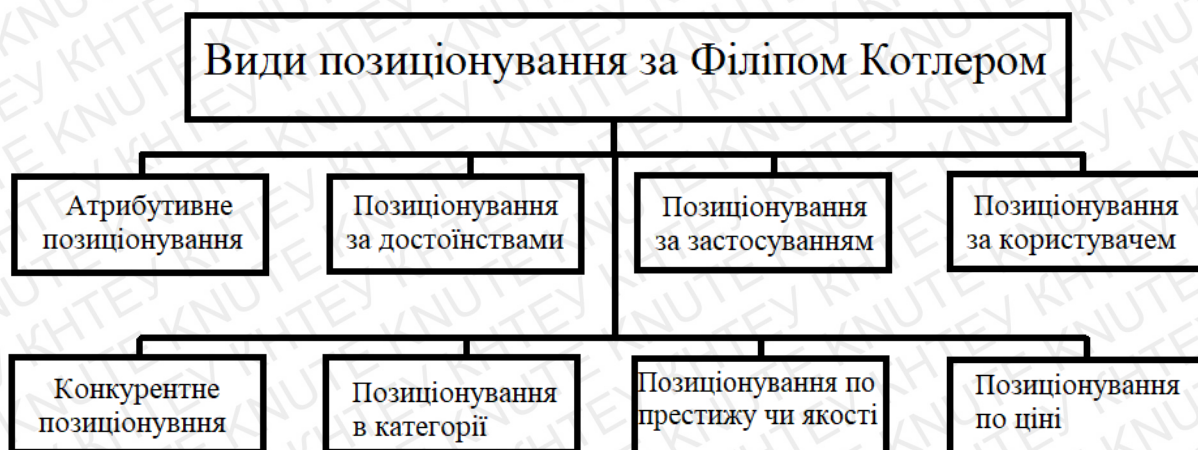 Види позиціонування за Філіпом Котлером
Атрибутивне
позиціонування
Позиціонування
за достоїнствами
Позиціонування
за застосуванням
Позиціонування
за користувачем
Конкурентне
позиціонувння
Позиціонування
в категорії
Позиціонування по
престижу чи якості
Позиціонування
по ціні